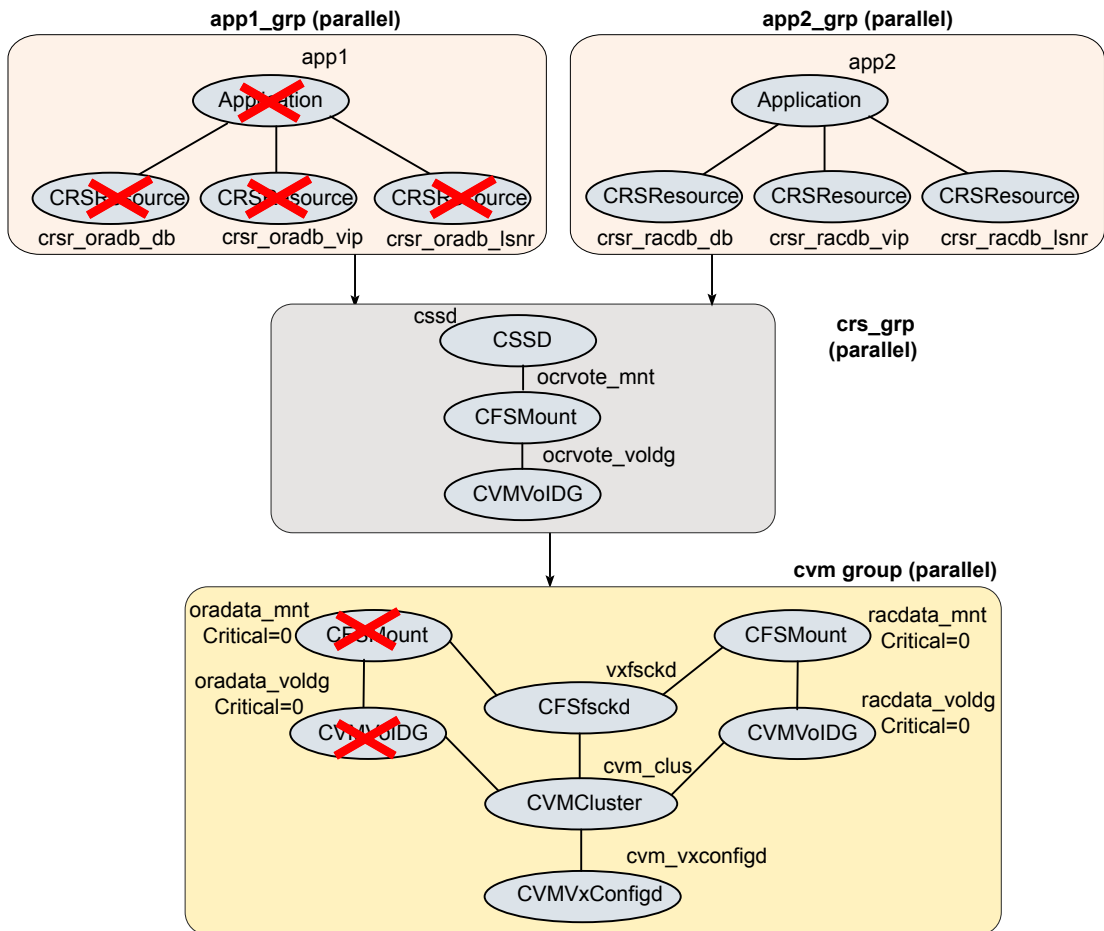 app1_grp (parallel)
app2_grp (parallel)
app1
Application
CRSResource
CRSResource
CRSResource
crsr_oradb_db
crsr_oradb_vip
crsr_oradb_lsnr
app2
Application
CRSResource
CRSResource
CRSResource
crsr_racdb_db
crsr_racdb_vip
crsr_racdb_lsnr
cssd
CSSD
ocrvote_mnt
CFSMount
ocrvote_voldg
CVMVolDG
crs_grp
(parallel)
cvm group (parallel)
oradata_mnt
Critical=0
CFSMount
oradata_voldg
Critical=0
CVMVolDG
vxfsckd
CFSfsckd
CFSMount
racdata_mnt
Critical=0
racdata_voldg
Critical=0
CVMVolDG
cvm_clus
CVMCluster
cvm_vxconfigd
CVMVxConfigd